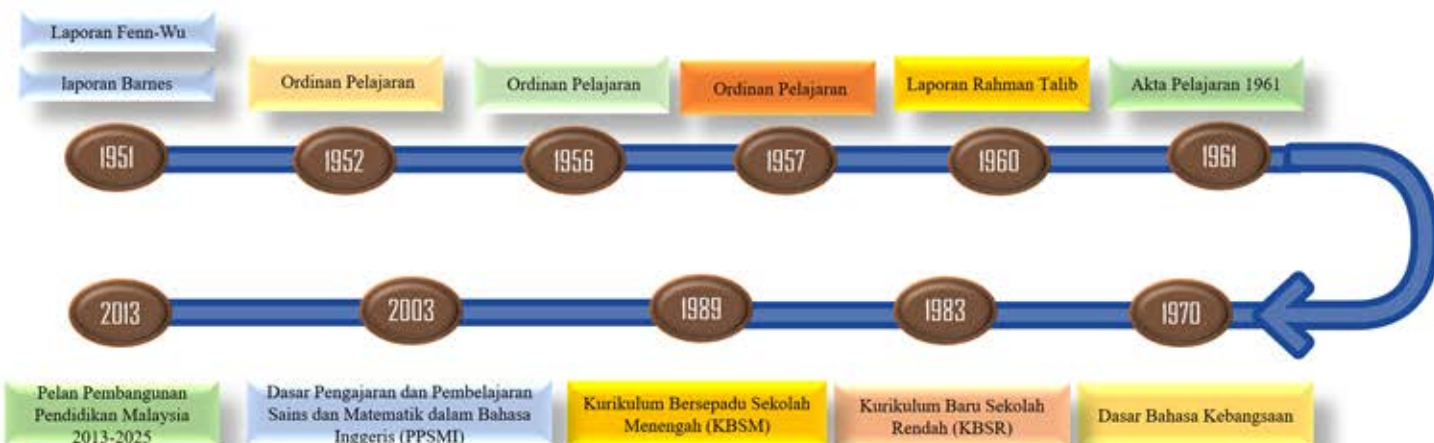 Laporan Fenn-Wu
laporan Barnes
Ordinan Pelajaran
Ordinan Pelajaran
Ordinan Pelajaran
Laporan Rahman Talib
Akta Pelajaran 1961
1951
1952
1956
1957
1960
1961
2013
2003
1989
1983
1970
Pelan Pembangunan
Pendidikan Malaysia
2013-2025
Dasar Pengajaran dan Pembelajaran
Sains dan Matematik dalam Bahasa
Inggeris (PPSMI)
Kurikulum Bersepadu Sekolah
Menengah (KBSM)
Kurikulum Baru Sekolah
Rendah (KBSR)
Dasar Bahasa Kebangsaan